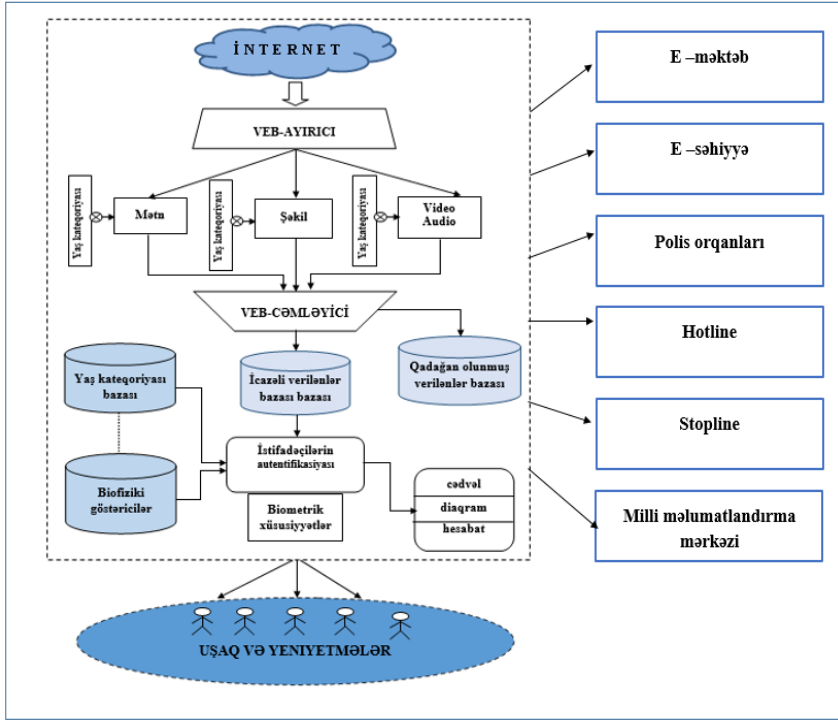 İNTERNET
VEB-AYIRICI
Yaş kateqoriyası
Mətn
Yaş kateqoriyası
Şəkil
Yaş kateqoriyası
Video
Audio
VEB-CƏMLƏYİCİ
Yaş kateqoriyası
bazası
İcazəli verilənlər
bazası bazası
Qadağan olunmuş
verilənlər bazası
Biofiziki
göstəricilər
İstifadəçilərin
autentifikasiyası
Biometrik
xüsusiyyətlər
cədvəl
diaqram
hesabat
UŞAQ VƏ YENIYETMƏLƏR
E –məktəb
E –səhiyyə
Polis orqanları
Hotline
Stopline
Milli məlumatlandırma
mərkəzi